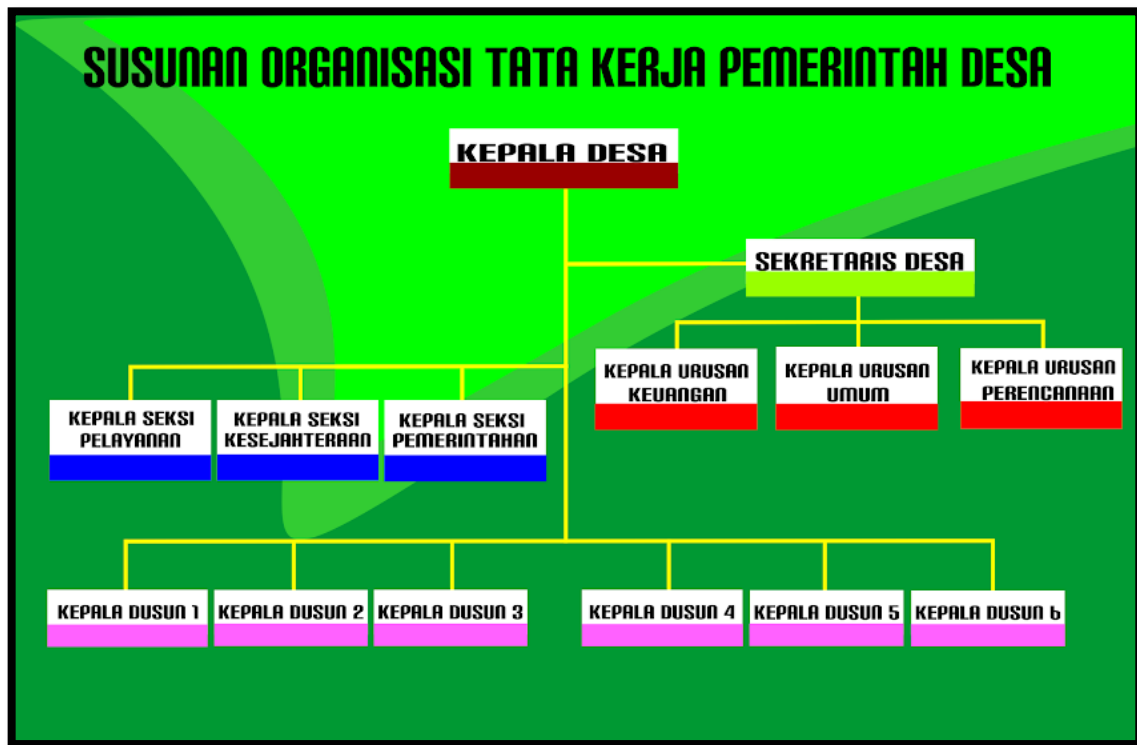 SUSUNAN ORGANISASI TATA KERJA PEMERINTAH DESA
KEPALA DESA
SEKRETARIS DESA
KEPALA URUSAN
KEUANGAN
KEPALA URUSAN
UMUM
KEPALA URUSAN
PERENCANAAN
KEPALA SEKSI
PELAYANAN
KEPALA SEKSI
KESEJAHTERAAN
KEPALA SEKSI
PEMERINTAHAN
KEPALA DUSUN 1
KEPALA DUSUN 2
KEPALA DUSUN 3
KEPALA DUSUN 4
KEPALA DUSUN 5
KEPALA DUSUN 6